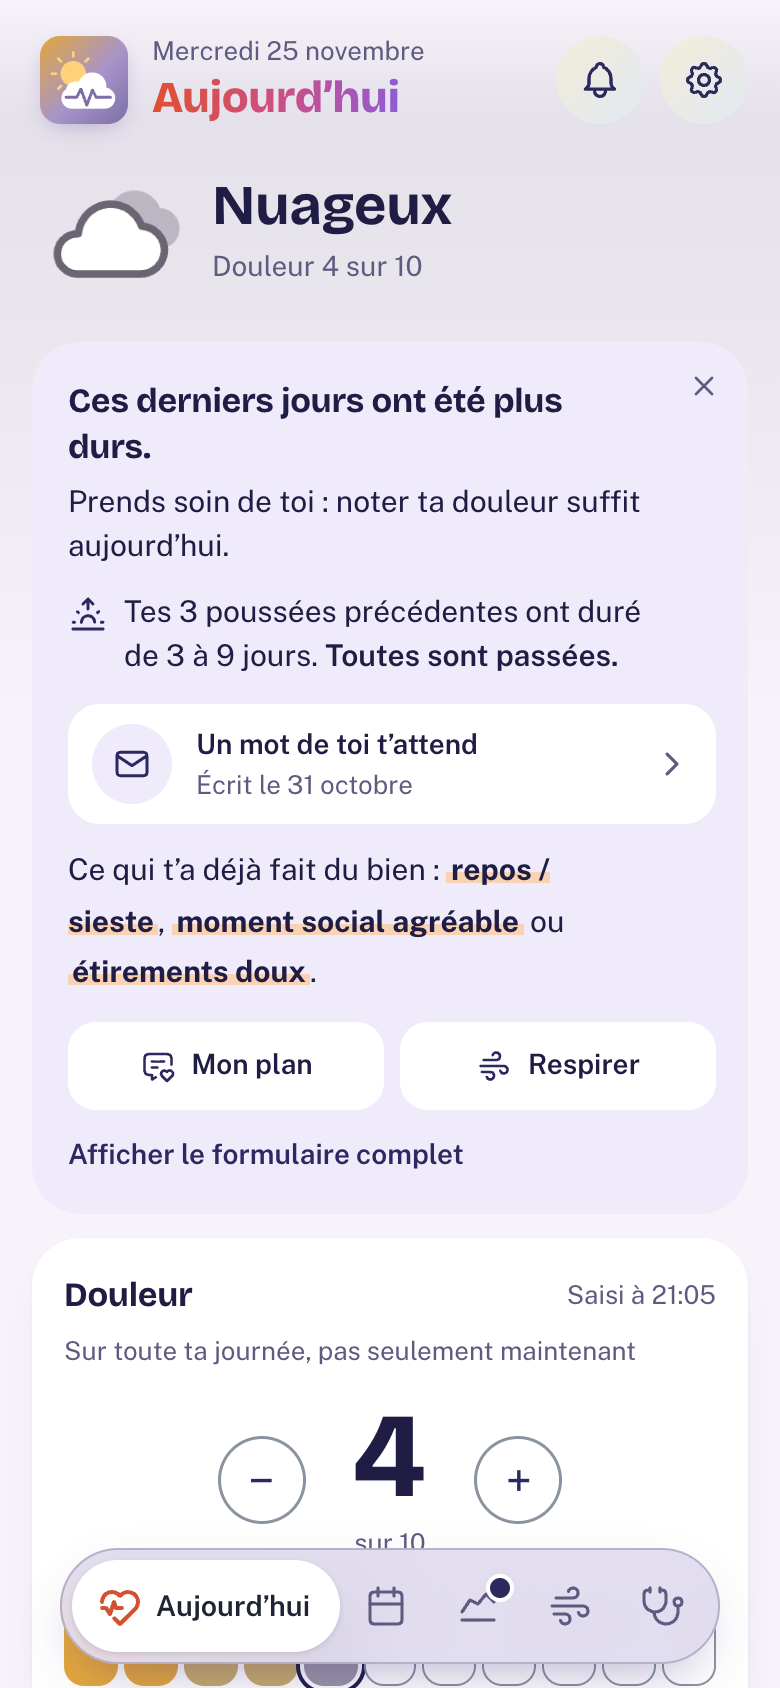 Mercredi 25 novembre
Aujourd’hui
Nuageux
Douleur 4 sur 10
Ces derniers jours ont été plus
durs.
Prends soin de toi : noter ta douleur suffit
aujourd’hui.
Tes 3 poussées précédentes ont duré
de 3 à 9 jours. Toutes sont passées.
Un mot de toi t’attend
Écrit le 31 octobre
Ce qui t’a déjà fait du bien : repos /
sieste, moment social agréable ou
étirements doux.
Mon plan
Respirer
Afficher le formulaire complet
Douleur
Saisi à 21:05
Sur toute ta journée, pas seulement maintenant
−
4
+
sur 10
Aujourd’hui